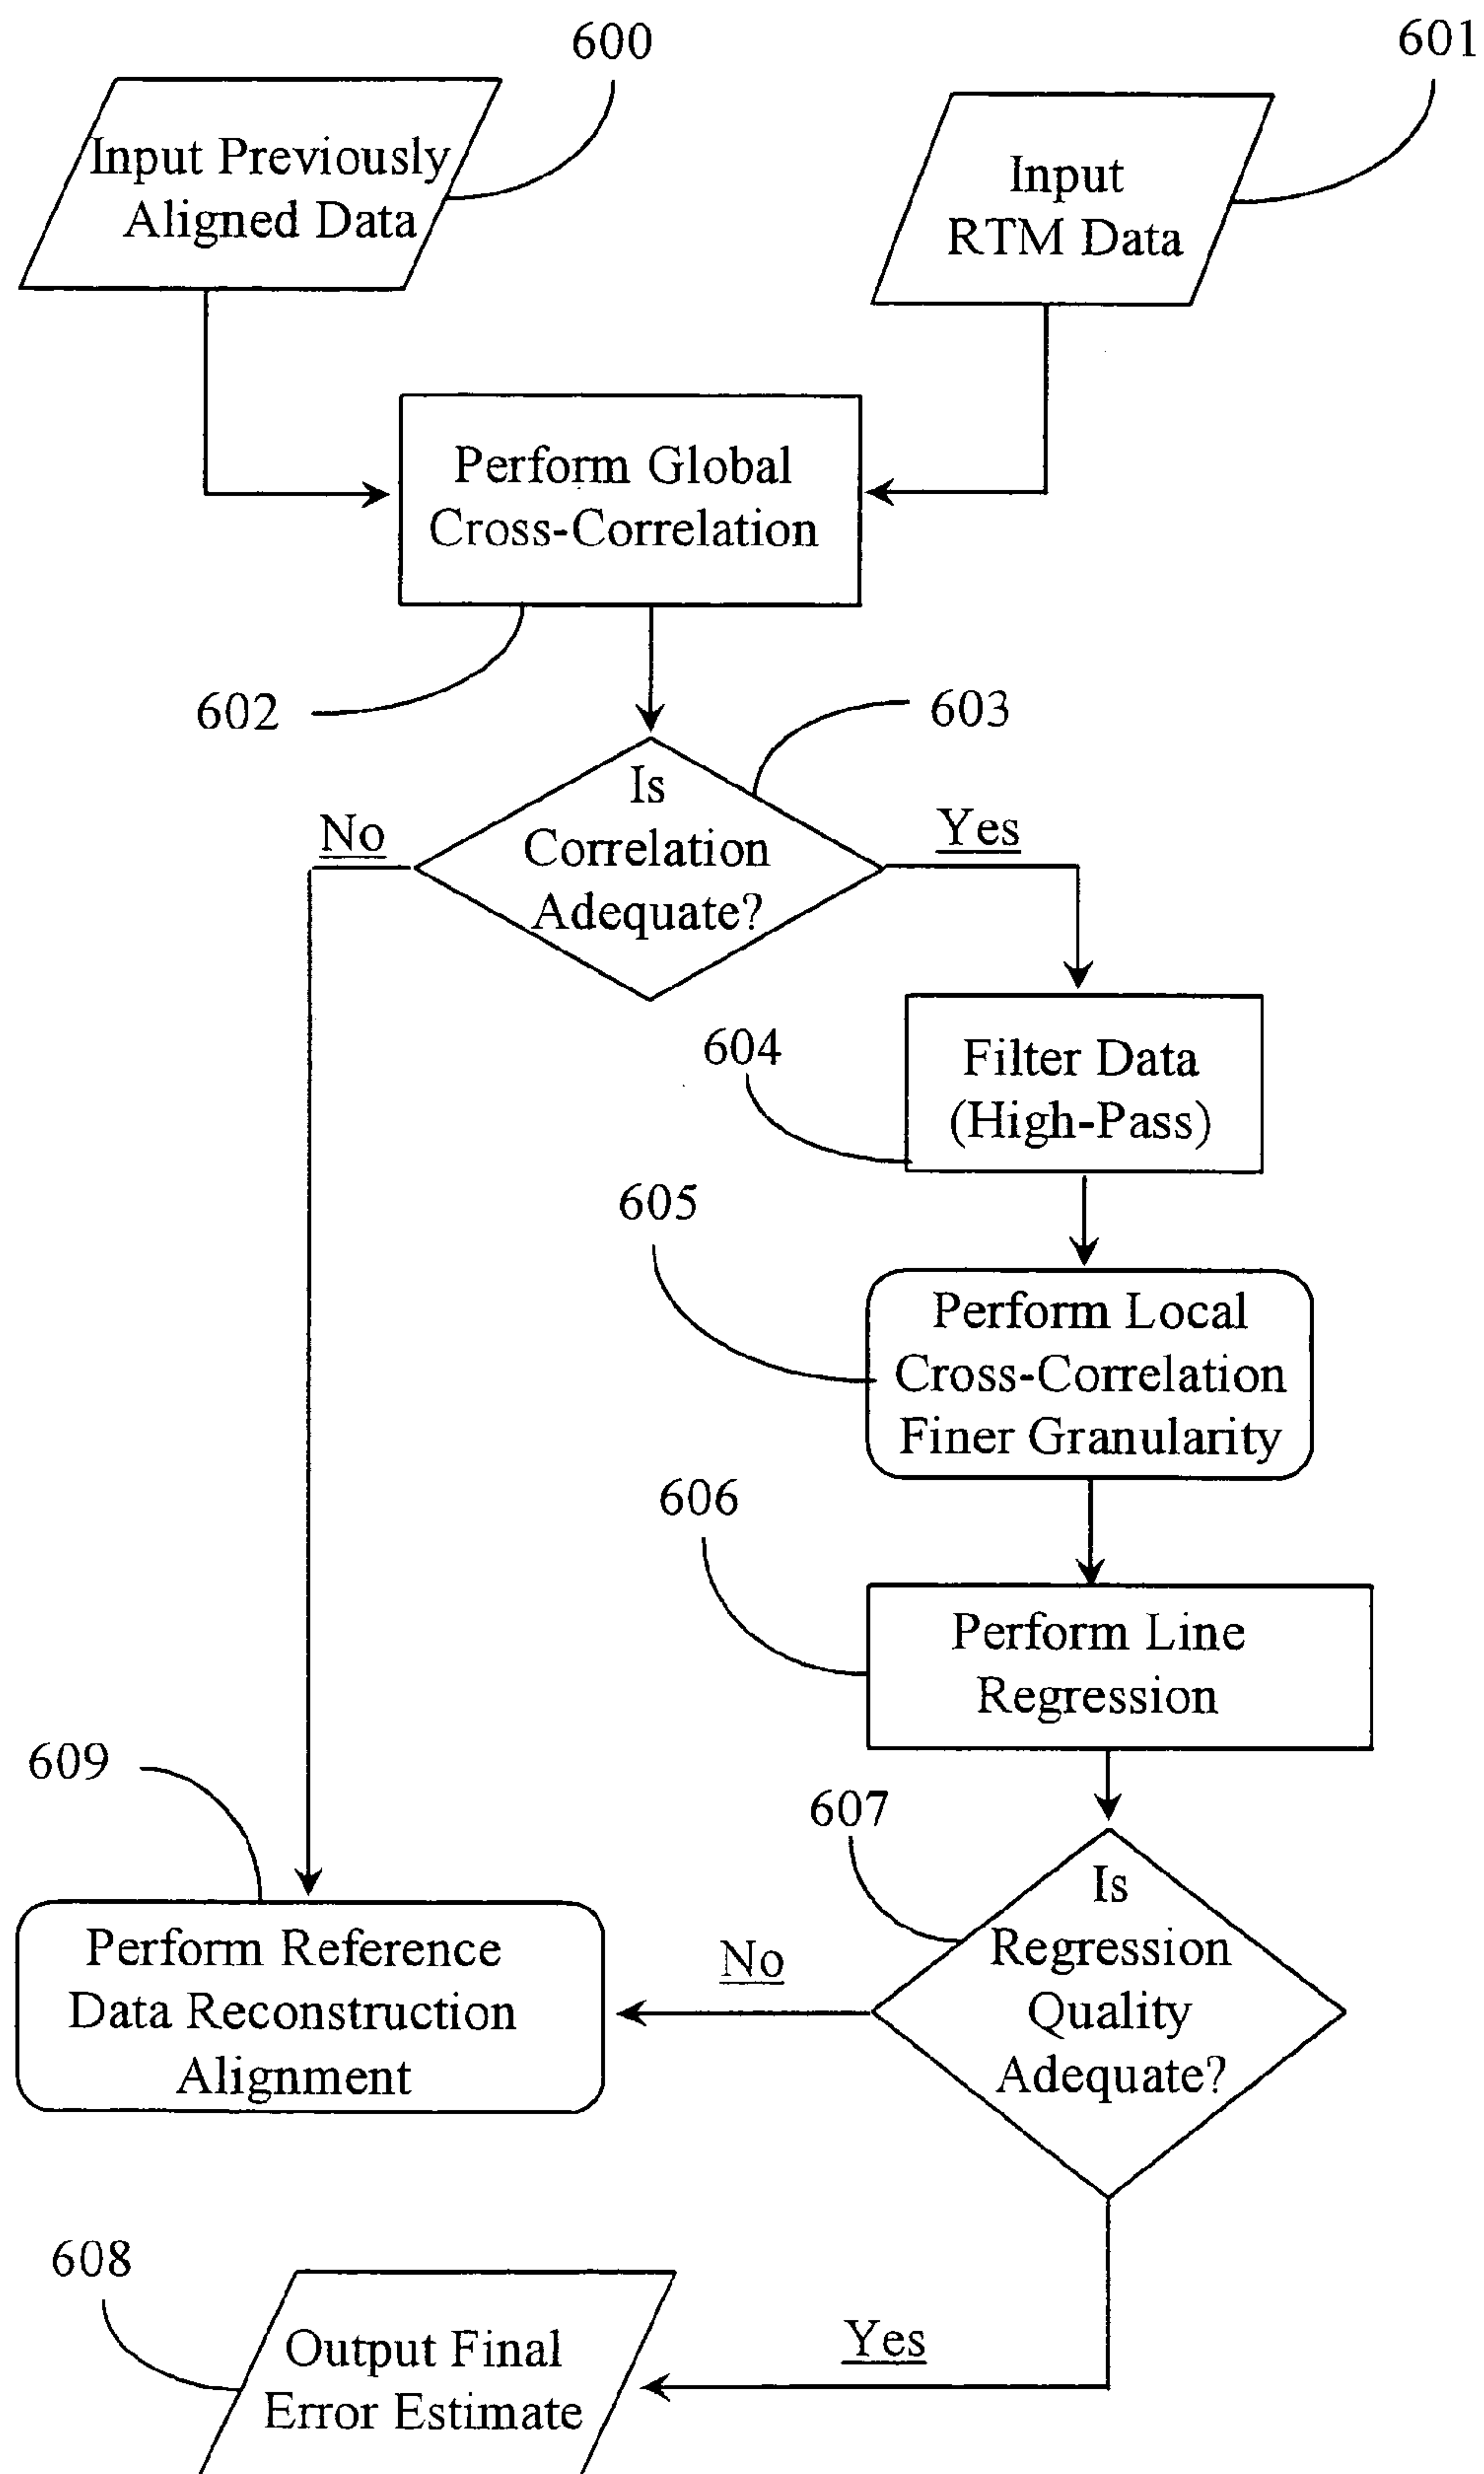 600
601
Input Previously
Aligned Data
Input
RTM Data
Perform Global
Cross-Correlation
602
603
Is
Correlation
Adequate?
No
Yes
604
Filter Data
(High-Pass)
605
Perform Local
Cross-Correlation
Finer Granularity
606
Perform Line
Regression
609
607
Perform Reference
Data Reconstruction
Alignment
No
Is
Regression
Quality
Adequate?
608
Output Final
Error Estimate
Yes